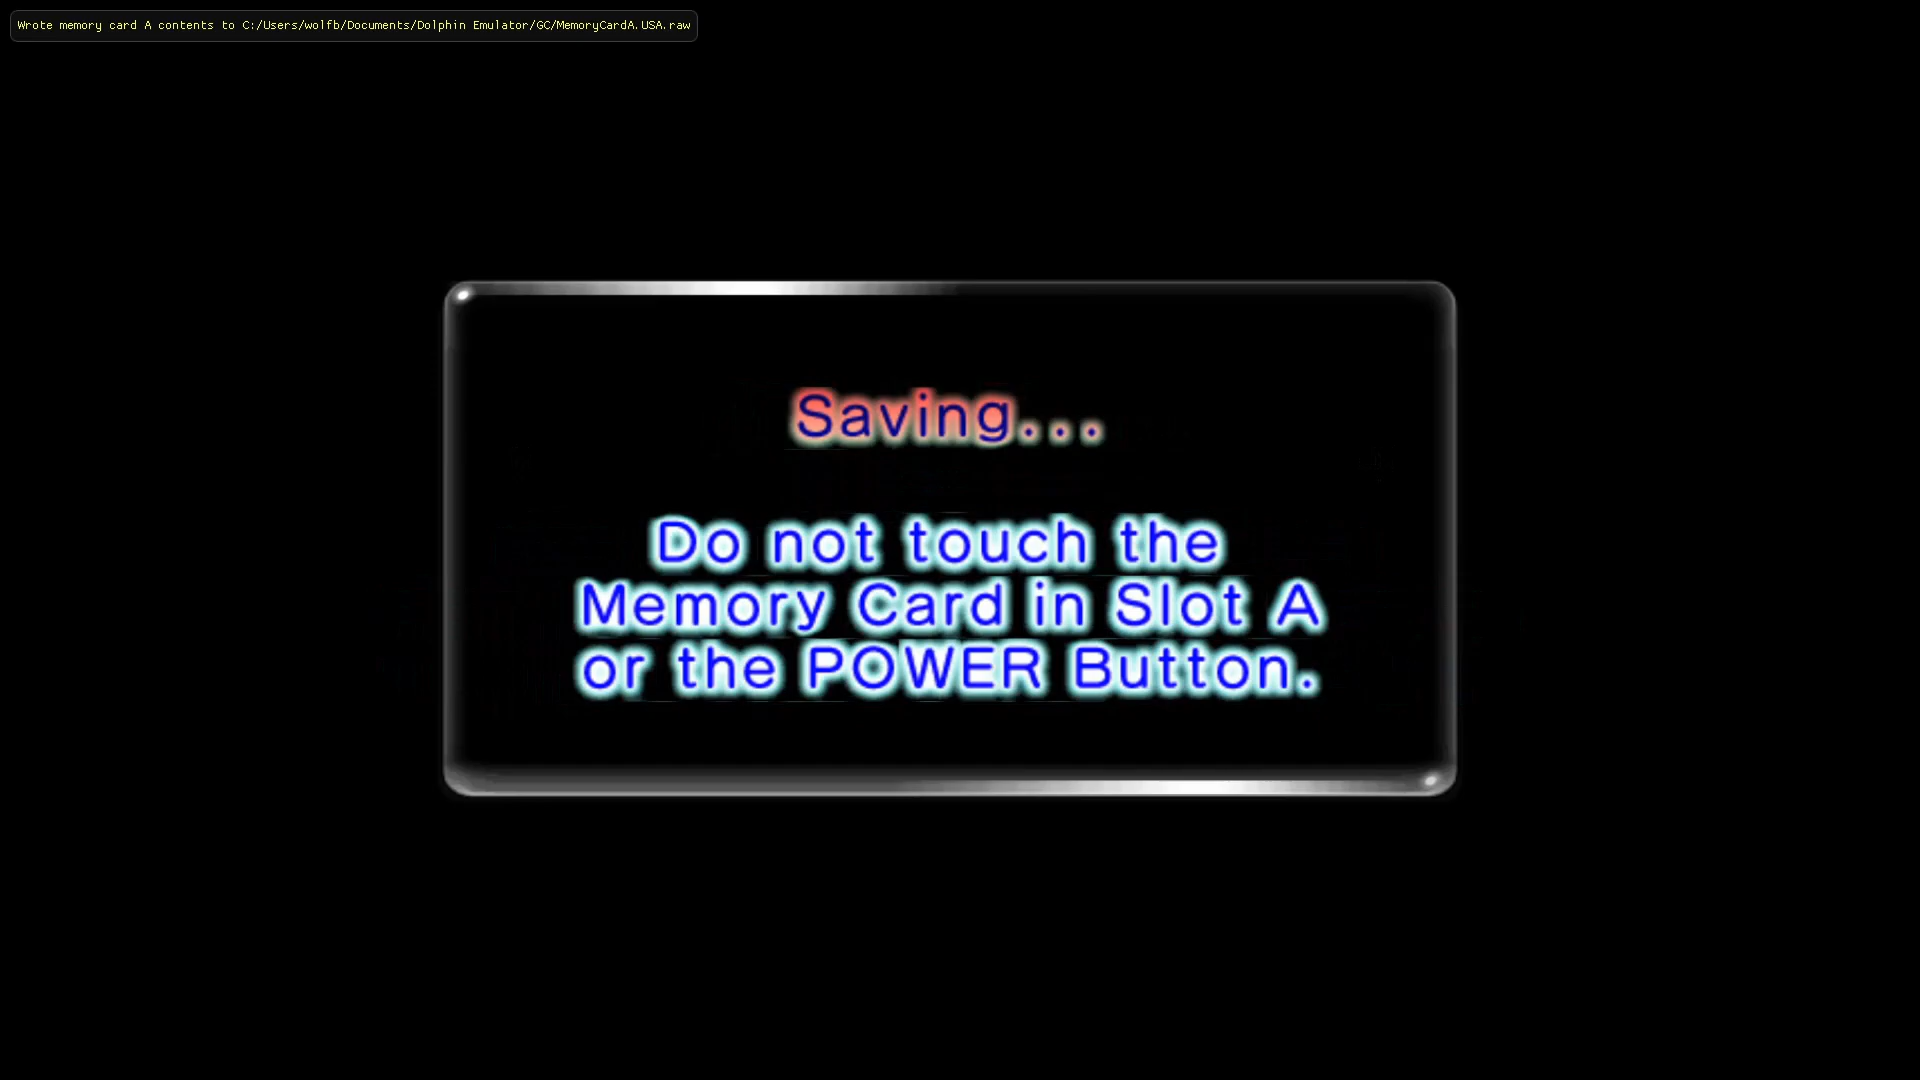 Wrote memory card A contents to C:/Users/wolfb/Documents/Dolphin Emulator/GC/MemoryCardA.USA.raw
Saving...
Do not touch the
Memory Card in Slot A
or the POWER Button.